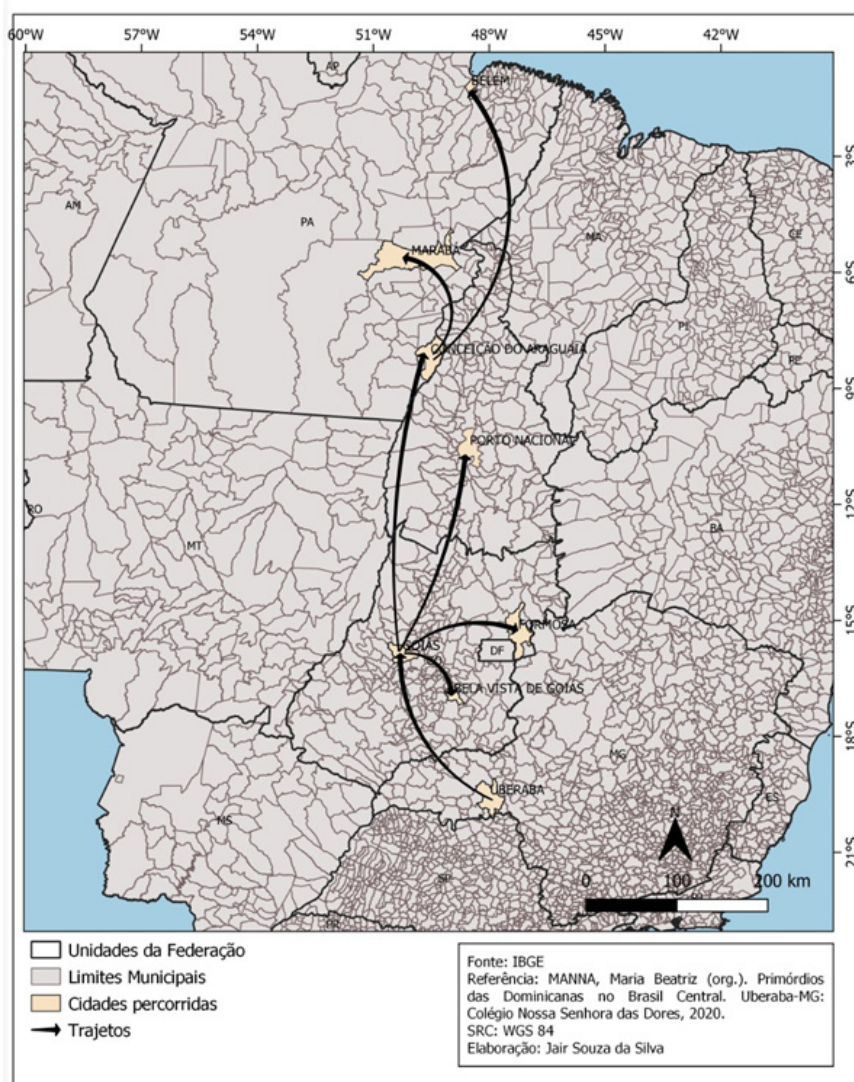 60°W 57°W 54°W 51°W 48°W 45°W 42°W
AP
BELÉM
3°S
AM
PA
MA
CE
MARABÁ
6°S
PI
CONCEIÇÃO DO ARAGUAIA
PE
9°S
PORTO NACIONAL
12°S
RO
MT
BA
15°S
FORMOSA
GOIÁS
DF
BELA VISTA DE GOIÁS
18°S
MG
UBERABA
ES
MS
N
21°S
SP
0 100 200 km
PR
Unidades da Federação
Limites Municipais
Cidades percorridas
Trajetos
Fonte: IBGE
Referência: MANNA, Maria Beatriz (org.). Primórdios
das Dominicanas no Brasil Central. Uberaba-MG:
Colégio Nossa Senhora das Dores, 2020.
SRC: WGS 84
Elaboração: Jair Souza da Silva